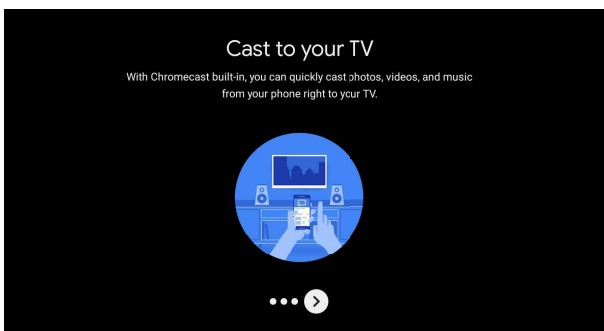 Cast to your TV
With Chromecast built-in, you can quickly cast photos, videos, and music
from your phone right to your TV.